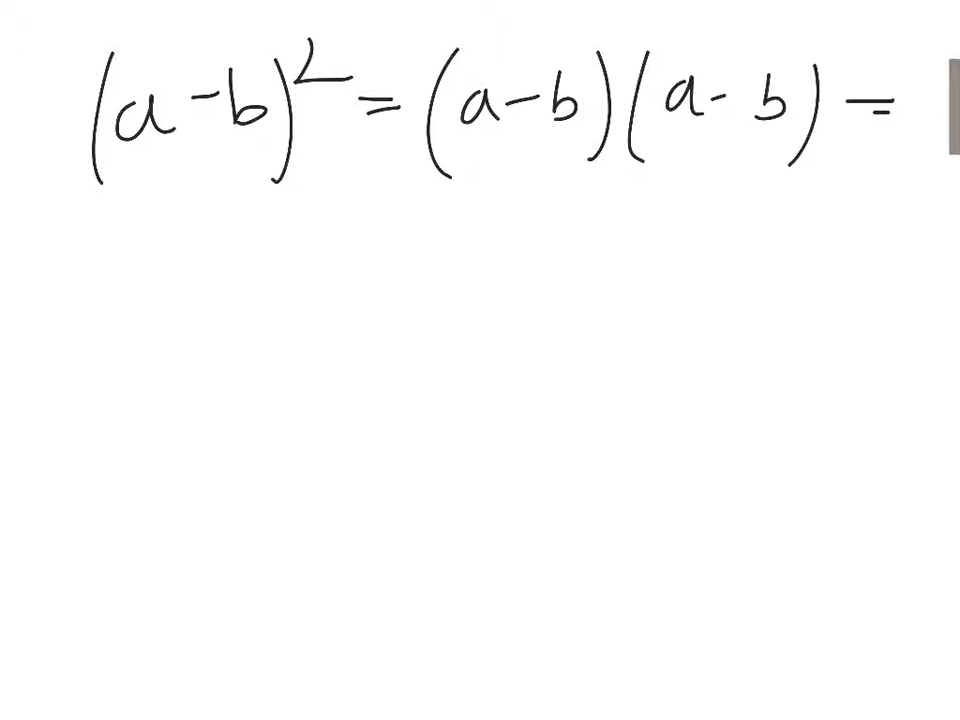 (a-b)² = (a-b)(a-b) =